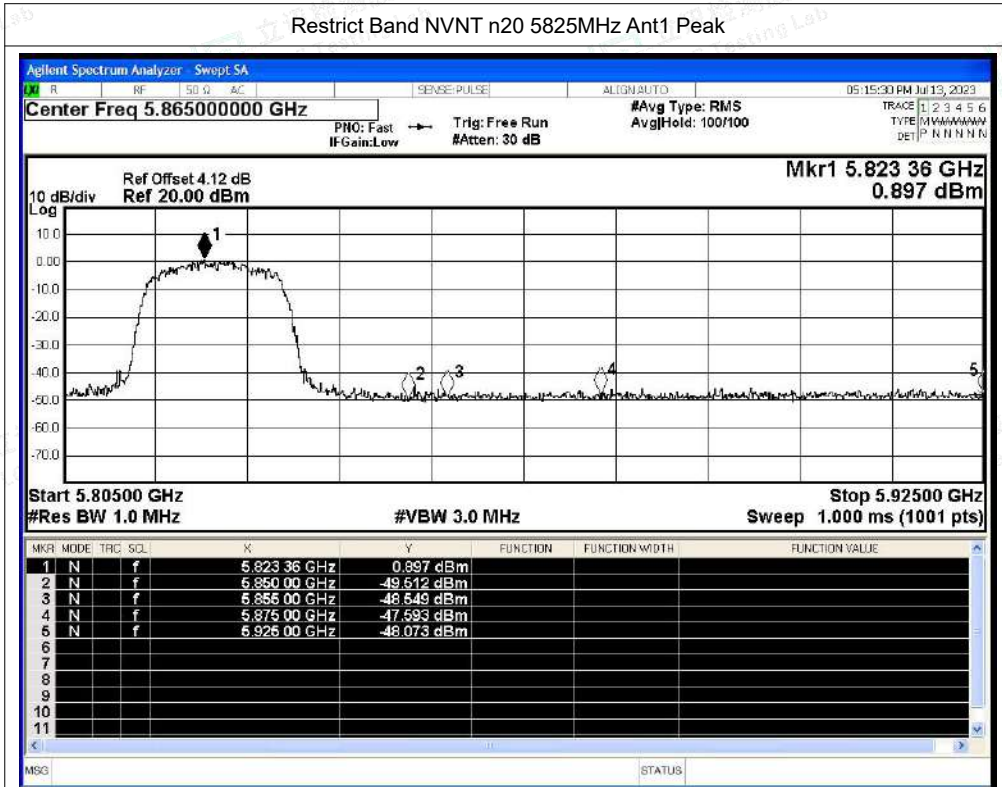 Restrict Band NVNT n20 5825MHz Ant1 Peak
Agilent Spectrum Analyzer - Swept SA
R RF 50 Ω AC SENSE:PULSE ALIGN AUTO 05:15:30 PM Jul 13, 2023
Center Freq 5.865000000 GHz #Avg Type: RMS TRACE 1 2 3 4 5 6
PNO: Fast Trig: Free Run Avg|Hold: 100/100 TYPE M
IFGain:Low #Atten: 30 dB DET P N N N N N
Mkr1 5.823 36 GHz
Ref Offset 4.12 dB
10 dB/div Ref 20.00 dBm 0.897 dBm
Log
10.0
1
0.00
-10.0
-20.0
-30.0
-40.0
2 3 4 5
-50.0
-60.0
-70.0
Start 5.80500 GHz Stop 5.92500 GHz
#Res BW 1.0 MHz #VBW 3.0 MHz Sweep 1.000 ms (1001 pts)
MKR MODE TRC SCL X Y FUNCTION FUNCTION WIDTH FUNCTION VALUE
1 N f 5.823 36 GHz 0.897 dBm
2 N f 5.850 00 GHz -49.512 dBm
3 N f 5.855 00 GHz -48.549 dBm
4 N f 5.875 00 GHz -47.593 dBm
5 N f 5.925 00 GHz -48.073 dBm
6
7
8
9
10
11
MSG STATUS